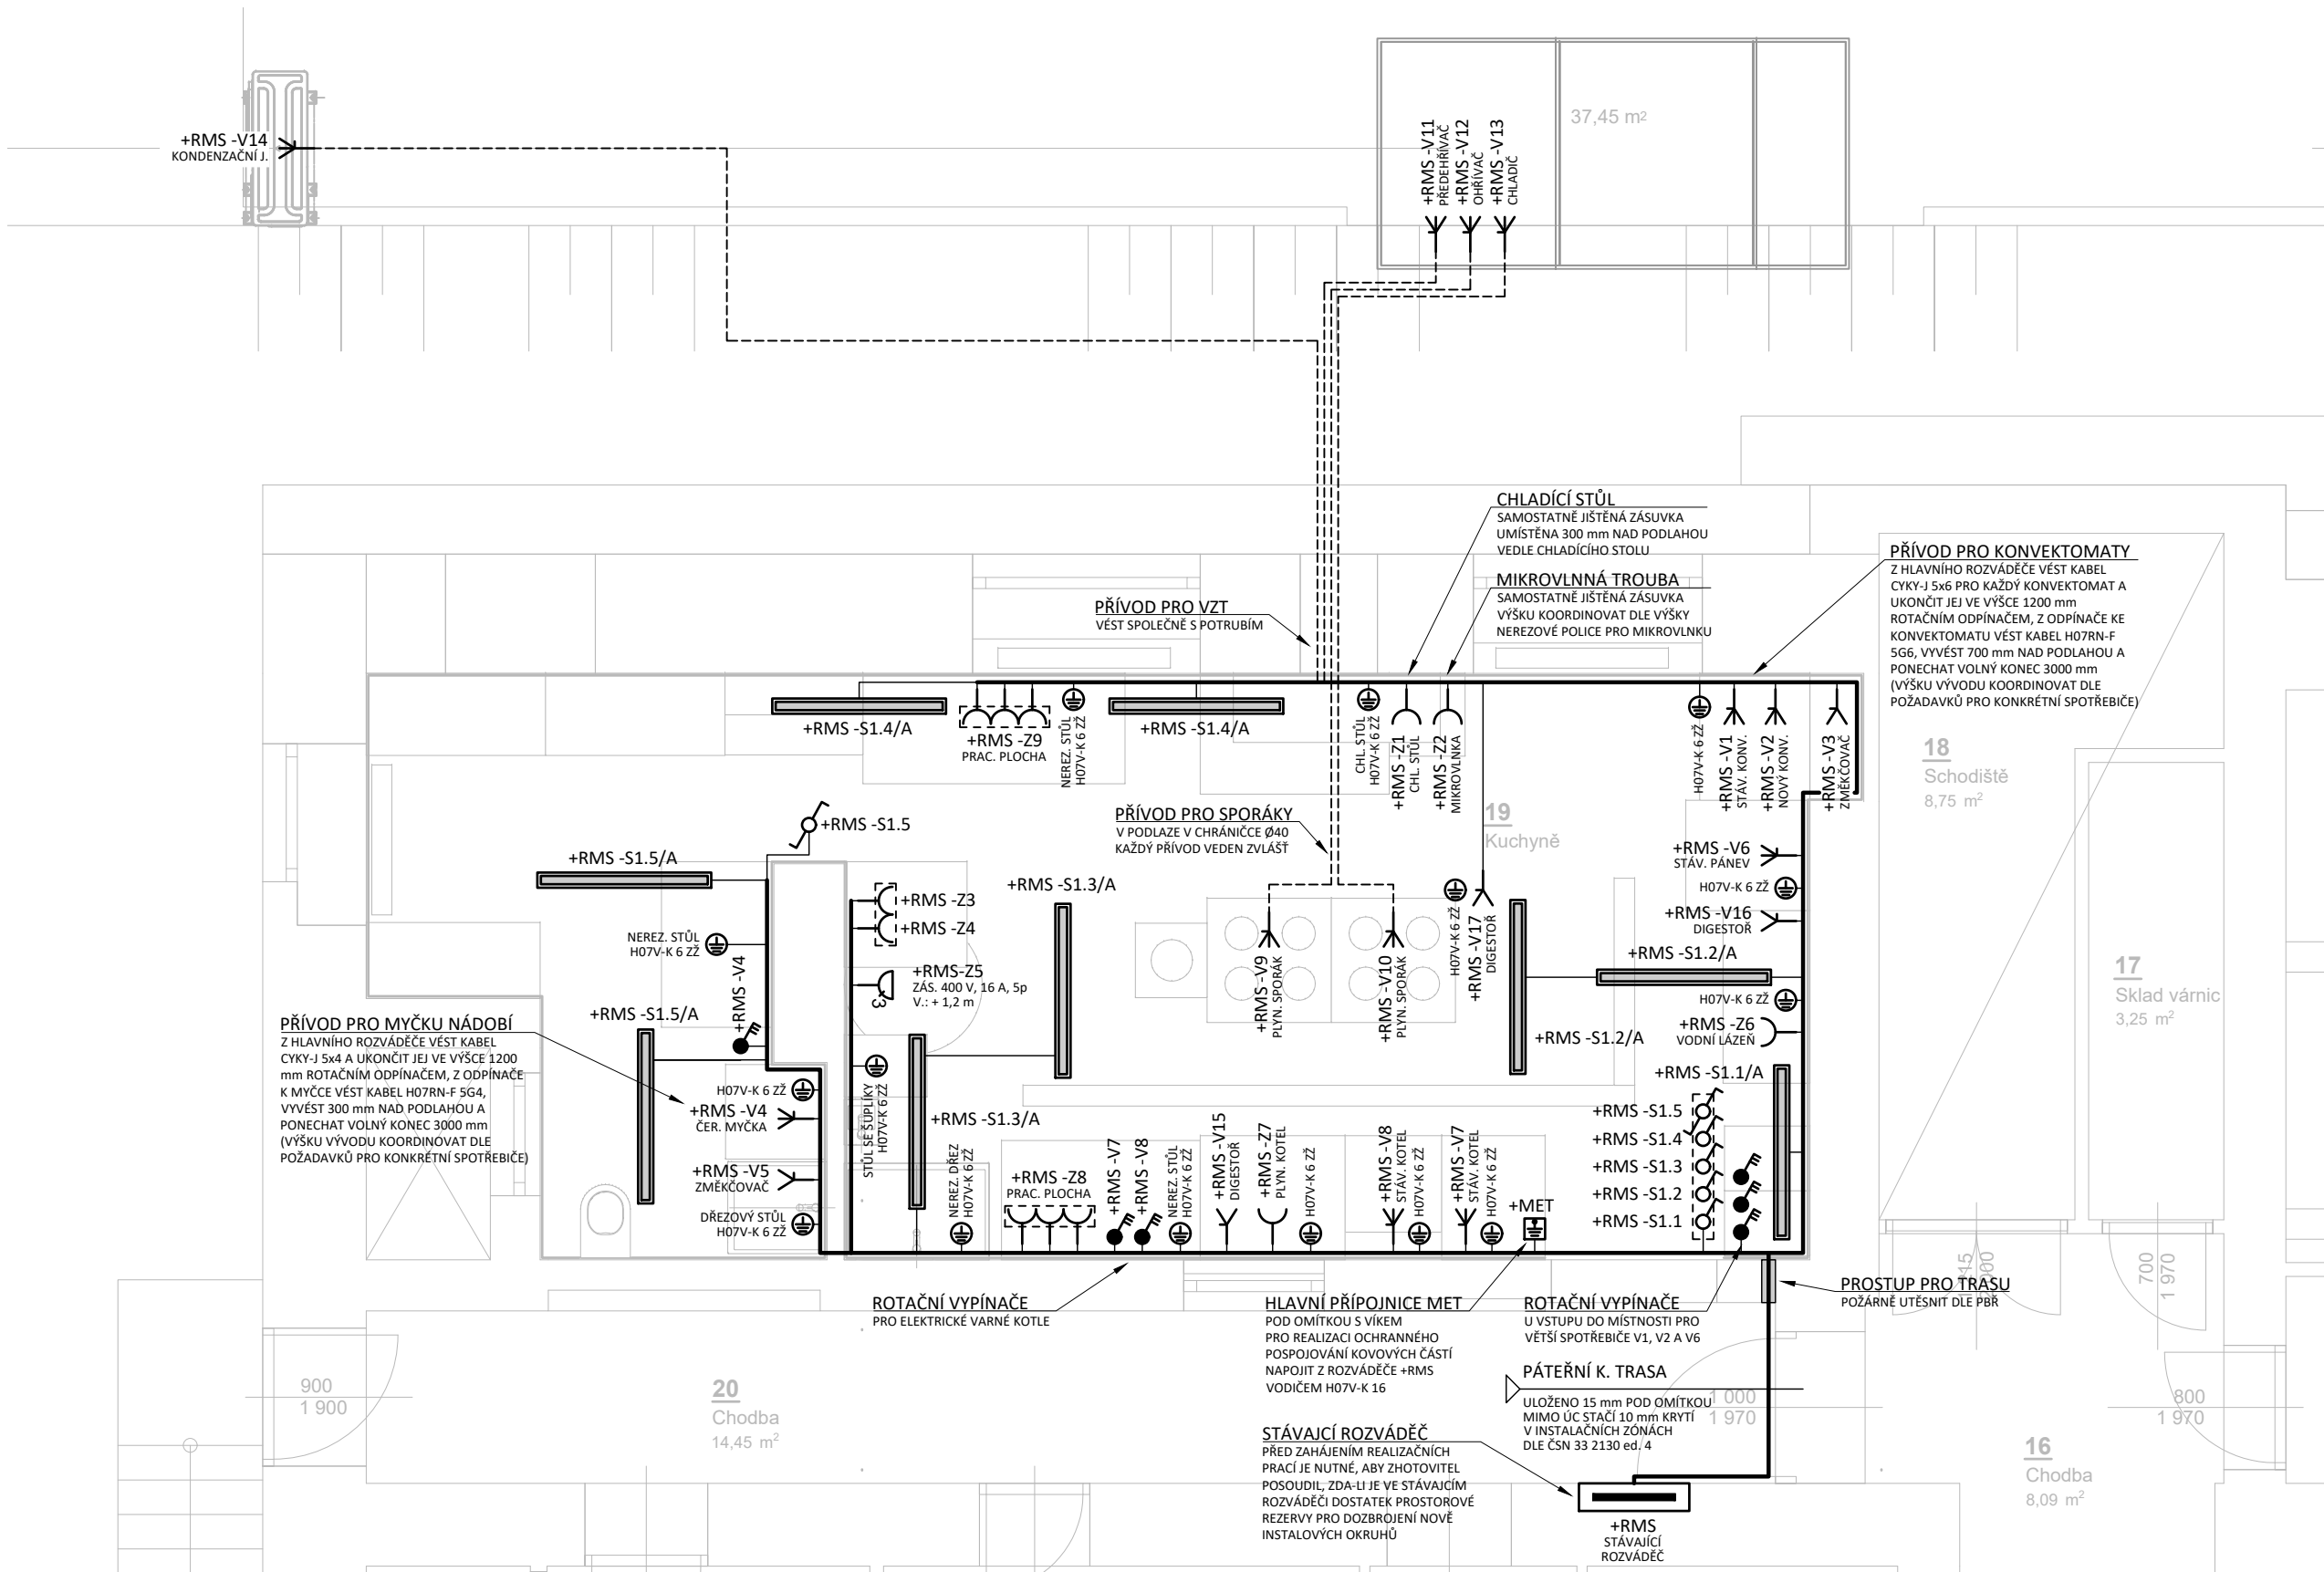 +RMS -V14
KONDENZAČNÍ J.
+RMS -V11
PŘEDEHŘÍVAČ
+RMS -V12
OHŘÍVAČ
+RMS -V13
CHLADIČ
37,45 m²
CHLADÍCÍ STŮL
SAMOSTATNĚ JIŠTĚNÁ ZÁSUVKA
UMÍSTĚNA 300 mm NAD PODLAHOU
VEDLE CHLADÍCÍHO STOLU
MIKROVLNNÁ TROUBA
SAMOSTATNĚ JIŠTĚNÁ ZÁSUVKA
VÝŠKU KOORDINOVAT DLE VÝŠKY
NEREZOVÉ POLICE PRO MIKROVLNKU
PŘÍVOD PRO VZT
VÉST SPOLEČNĚ S POTRUBÍM
PŘÍVOD PRO KONVEKTOMATY
Z HLAVNÍHO ROZVÁDĚČE VÉST KABEL
CYKY-J 5x6 PRO KAŽDÝ KONVEKTOMAT A
UKONČIT JEJ VE VÝŠCE 1200 mm
ROTAČNÍM ODPÍNAČEM, Z ODPÍNAČE KE
KONVEKTOMATU VÉST KABEL H07RN-F
5G6, VYVÉST 700 mm NAD PODLAHOU A
PONECHAT VOLNÝ KONEC 3000 mm
(VÝŠKU VÝVODU KOORDINOVAT DLE
POŽADAVKŮ PRO KONKRÉTNÍ SPOTŘEBIČE)
+RMS -S1.4/A
+RMS -Z9
PRAC. PLOCHA
NEREZ. STŮL
H07V-K 6 ZŽ
+RMS -S1.4/A
CHL. STŮL
H07V-K 6 ZŽ
+RMS -Z1
CHL. STŮL
+RMS -Z2
MIKROVLNKA
H07V-K 6 ZŽ
+RMS -V1
STÁV. KONV.
+RMS -V2
NOVÝ KONV.
+RMS -V3
ZMĚKČOVAČ
18
Schodiště
8,75 m²
PŘÍVOD PRO SPORÁKY
V PODLAZE V CHRÁNIČCE Ø40
KAŽDÝ PŘÍVOD VEDEN ZVLÁŠŤ
19
Kuchyně
+RMS -S1.5
+RMS -S1.5/A
+RMS -S1.3/A
+RMS -Z3
+RMS -Z4
+RMS-Z5
ZÁS. 400 V, 16 A, 5p
V.: + 1,2 m
3
+RMS -V6
STÁV. PÁNEV
H07V-K 6 ZŽ
+RMS -V16
DIGESTOŘ
+RMS -S1.2/A
H07V-K 6 ZŽ
+RMS -Z6
VODNÍ LÁZEŇ
NEREZ. STŮL
H07V-K 6 ZŽ
+RMS -V4
+RMS -V9
PLYN. SPORÁK
+RMS -V10
PLYN. SPORÁK
H07V-K 6 ZŽ
+RMS -V17
DIGESTOŘ
17
Sklad várnic
3,25 m²
+RMS -S1.5/A
+RMS -S1.2/A
+RMS -S1.1/A
PŘÍVOD PRO MYČKU NÁDOBÍ
Z HLAVNÍHO ROZVÁDĚČE VÉST KABEL
CYKY-J 5x4 A UKONČIT JEJ VE VÝŠCE 1200
mm ROTAČNÍM ODPÍNAČEM, Z ODPÍNAČE
K MYČCE VÉST KABEL H07RN-F 5G4,
VYVÉST 300 mm NAD PODLAHOU A
PONECHAT VOLNÝ KONEC 3000 mm
(VÝŠKU VÝVODU KOORDINOVAT DLE
POŽADAVKŮ PRO KONKRÉTNÍ SPOTŘEBIČE)
H07V-K 6 ZŽ
+RMS -V4
ČER. MYČKA
+RMS -V5
ZMĚKČOVAČ
DŘEZOVÝ STŮL
H07V-K 6 ZŽ
STŮL SE ŠUPLÍKY
H07V-K 6 ZŽ
+RMS -S1.3/A
NEREZ. DŘEZ
H07V-K 6 ZŽ
+RMS -Z8
PRAC. PLOCHA
+RMS -V7
+RMS -V8
NEREZ. STŮL
H07V-K 6 ZŽ
+RMS -V15
DIGESTOŘ
+RMS -Z7
PLYN. KOTEL
H07V-K 6 ZŽ
+RMS -V8
STÁV. KOTEL
H07V-K 6 ZŽ
+RMS -V7
STÁV. KOTEL
H07V-K 6 ZŽ
+MET
+RMS -S1.5
+RMS -S1.4
+RMS -S1.3
+RMS -S1.2
+RMS -S1.1
700
1 970
PROSTUP PRO TRASU
POŽÁRNĚ UTĚSNIT DLE PBŘ
ROTAČNÍ VYPÍNAČE
PRO ELEKTRICKÉ VARNÉ KOTLE
HLAVNÍ PŘÍPOJNICE MET
POD OMÍTKOU S VÍKEM
PRO REALIZACI OCHRANNÉHO
POSPOJOVÁNÍ KOVOVÝCH ČÁSTÍ
NAPOJIT Z ROZVÁDĚČE +RMS
VODIČEM H07V-K 16
ROTAČNÍ VYPÍNAČE
U VSTUPU DO MÍSTNOSTI PRO
VĚTŠÍ SPOTŘEBIČE V1, V2 A V6
PÁTEŘNÍ K. TRASA
ULOŽENO 15 mm POD OMÍTKOU
MIMO ÚC STAČÍ 10 mm KRYTÍ
V INSTALAČNÍCH ZÓNÁCH
DLE ČSN 33 2130 ed. 4
1 000
1 970
900
1 900
20
Chodba
14,45 m²
800
1 970
STÁVAJCÍ ROZVÁDĚČ
PŘED ZAHÁJENÍM REALIZAČNÍCH
PRACÍ JE NUTNÉ, ABY ZHOTOVITEL
POSOUDIL, ZDA-LI JE VE STÁVAJCÍM
ROZVÁDĚČI DOSTATEK PROSTOROVÉ
REZERVY PRO DOZBROJENÍ NOVĚ
INSTALOVÝCH OKRUHŮ
16
Chodba
8,09 m²
+RMS
STÁVAJÍCÍ
ROZVÁDĚČ